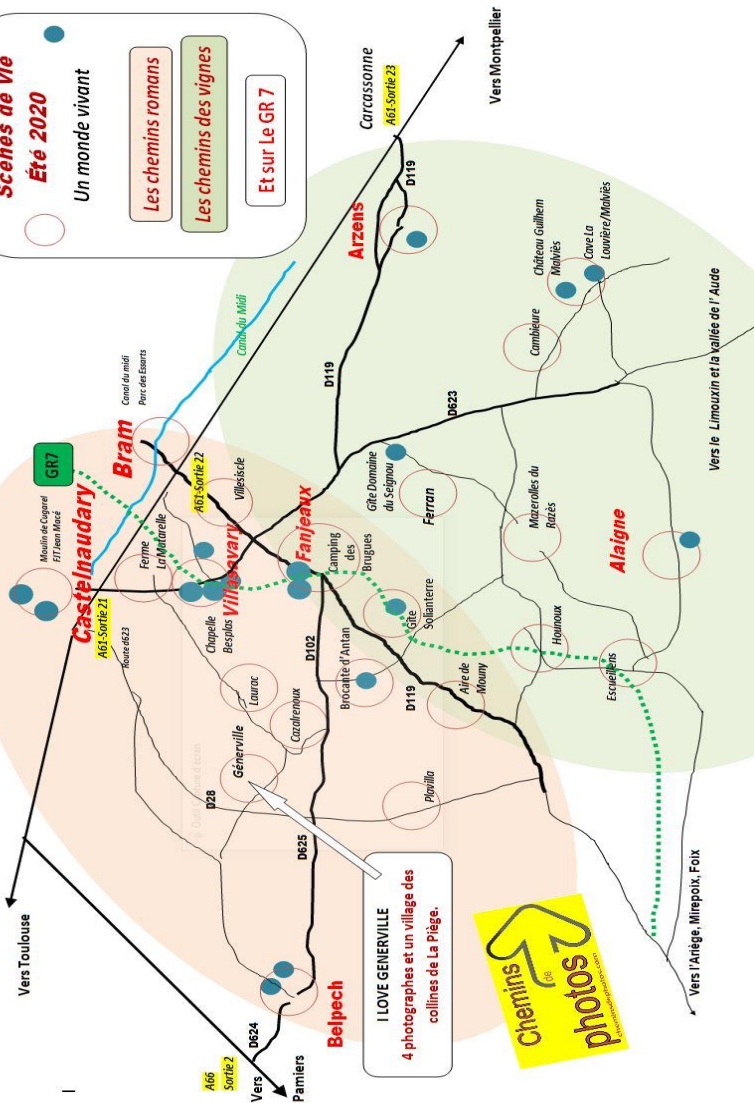 Scènes de Vie
Été 2020
Un monde vivant
Les chemins romans
Les chemins des vignes
Et sur Le GR 7
Vers Toulouse
A66
Sortie 2
Vers
Pamiers
D624
Belpech
D625
D28
Route d623
Moulin de Cugarel
FJT Jean Macé
Castelnaudary
A61-Sortie 21
GR7
Ferme
La Matarelle
Canal du midi
Parc des Essarts
Bram
A61-Sortie 22
Villesiscle
Canal du Midi
Carcassonne
A61-Sortie 23
Vers Montpellier
D119
Arzens
D119
Villasavary
Chapelle
Besplas
Fanjeaux
Camping
des
Brugues
D102
Laurac
Cazalrenoux
Génerville
Brocante d'Antan
Gîte
Solianterre
D119
Aire de
Mouny
Plavilla
Gîte Domaine
du Seignou
Ferran
D623
Cambieure
Château Guilhem
Malviès
Cave La
Louvière/Malviès
Mazerolles du
Razès
Hounoux
Escueillens
Alaigne
Vers le Limouxin et la vallée de l' Aude
Vers l'Ariège, Mirepoix, Foix
I LOVE GENERVILLE
4 photographes et un village des
collines de La Piège.
Chemins
de
photos
chemindephotos.com